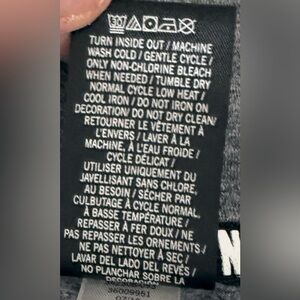 TURN INSIDE OUT / MACHINE
WASH COLD / GENTLE CYCLE /
ONLY NON-CHLORINE BLEACH
WHEN NEEDED / TUMBLE DRY
NORMAL CYCLE LOW HEAT /
COOL IRON / DO NOT IRON ON
DECORATION/ DO NOT DRY CLEAN/
RETOURNER LE VÊTEMENT À
L'ENVERS / LAVER À LA
MACHINE, À L'EAU FROIDE /
CYCLE DÉLICAT /
UTILISER UNIQUEMENT DU
JAVELLISANT SANS CHLORE,
AU BESOIN / SÉCHER PAR
CULBUTAGE À CYCLE NORMAL,
À BASSE TEMPÉRATURE /
REPASSER À FER DOUX / NE
PAS REPASSER LES ORNEMENTS /
NE PAS NETTOYER À SEC /
LAVAR DEL LADO DEL REVÉS /
NO PLANCHAR SOBRE LA
DECORACIÓN
36009951
N